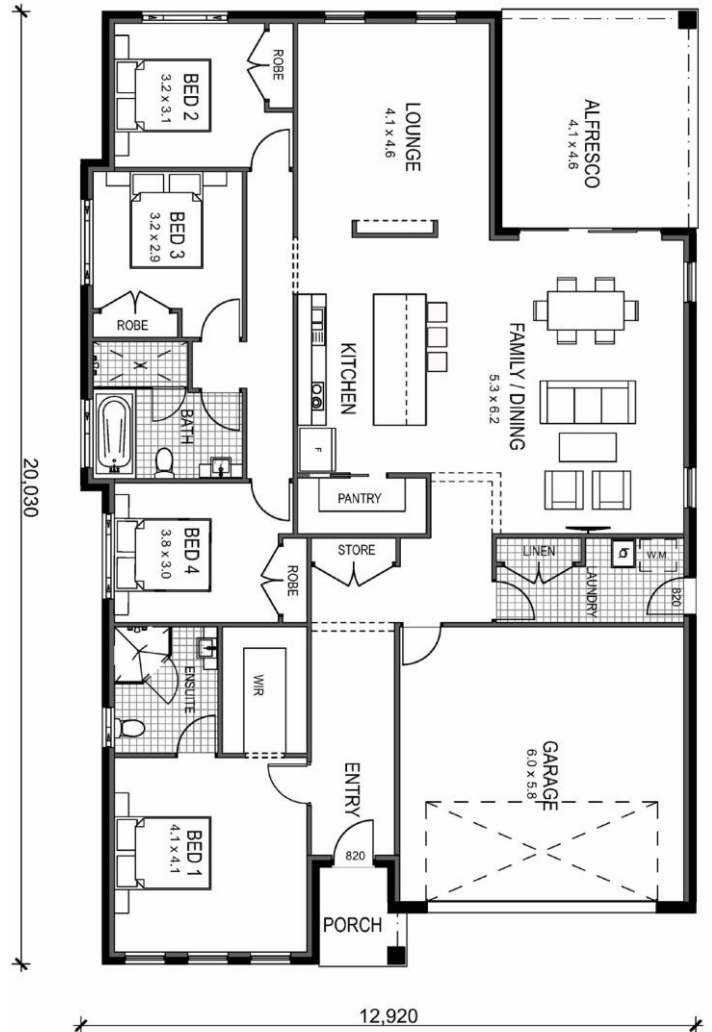 ROBE
BED 2
3.2 x 3.1
LOUNGE
4.1 x 4.6
ALFRESCO
4.1 x 4.6
BED 3
3.2 x 2.9
ROBE
KITCHEN
FAMILY / DINING
5.3 x 6.2
BATH
F
PANTRY
20,030
BED 4
3.8 x 3.0
ROBE
STORE
LINEN
LAUNDRY
W.M.
820
ENSUITE
WIR
ENTRY
GARAGE
6.0 x 5.8
BED 1
4.1 x 4.1
820
PORCH
12,920